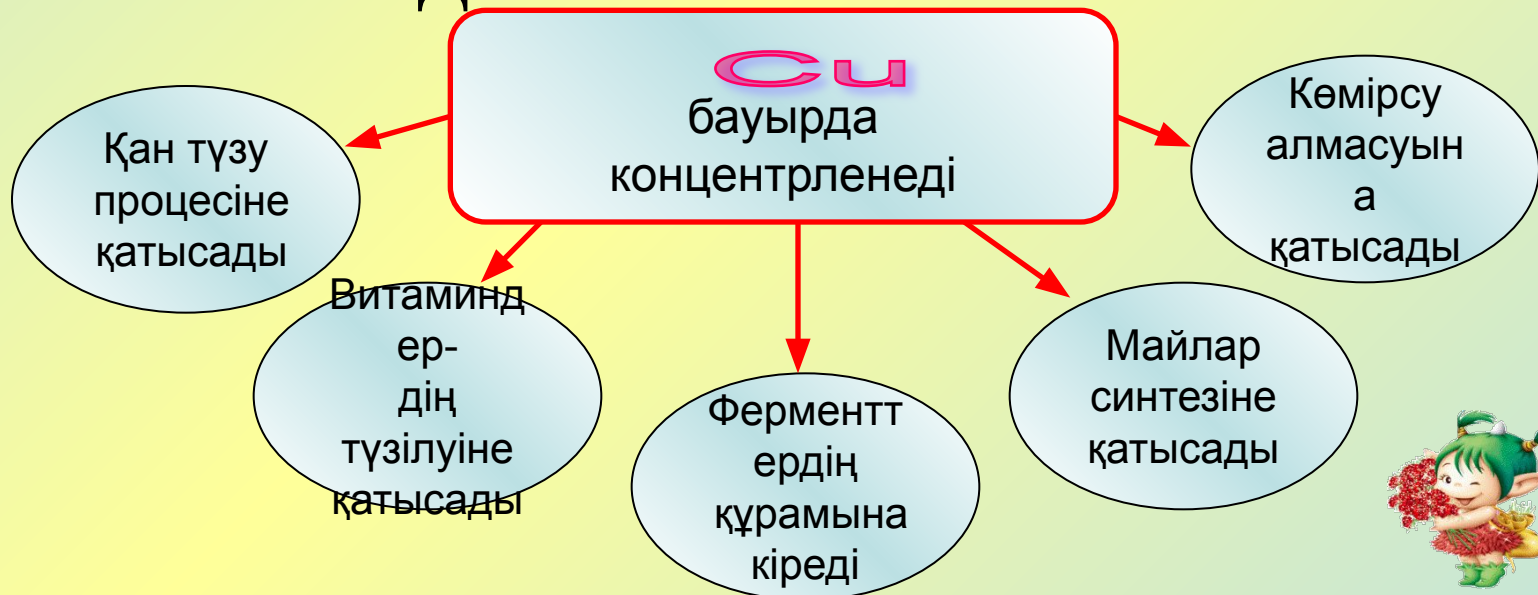 Cu
бауырда
концентрленеді
Қан түзу
процесіне
қатысады
Витаминд
ер-
дің
түзілуіне
қатысады
Ферментт
ердің
құрамына
кіреді
Майлар
синтезіне
қатысады
Көмірсу
алмасуын
а
қатысады